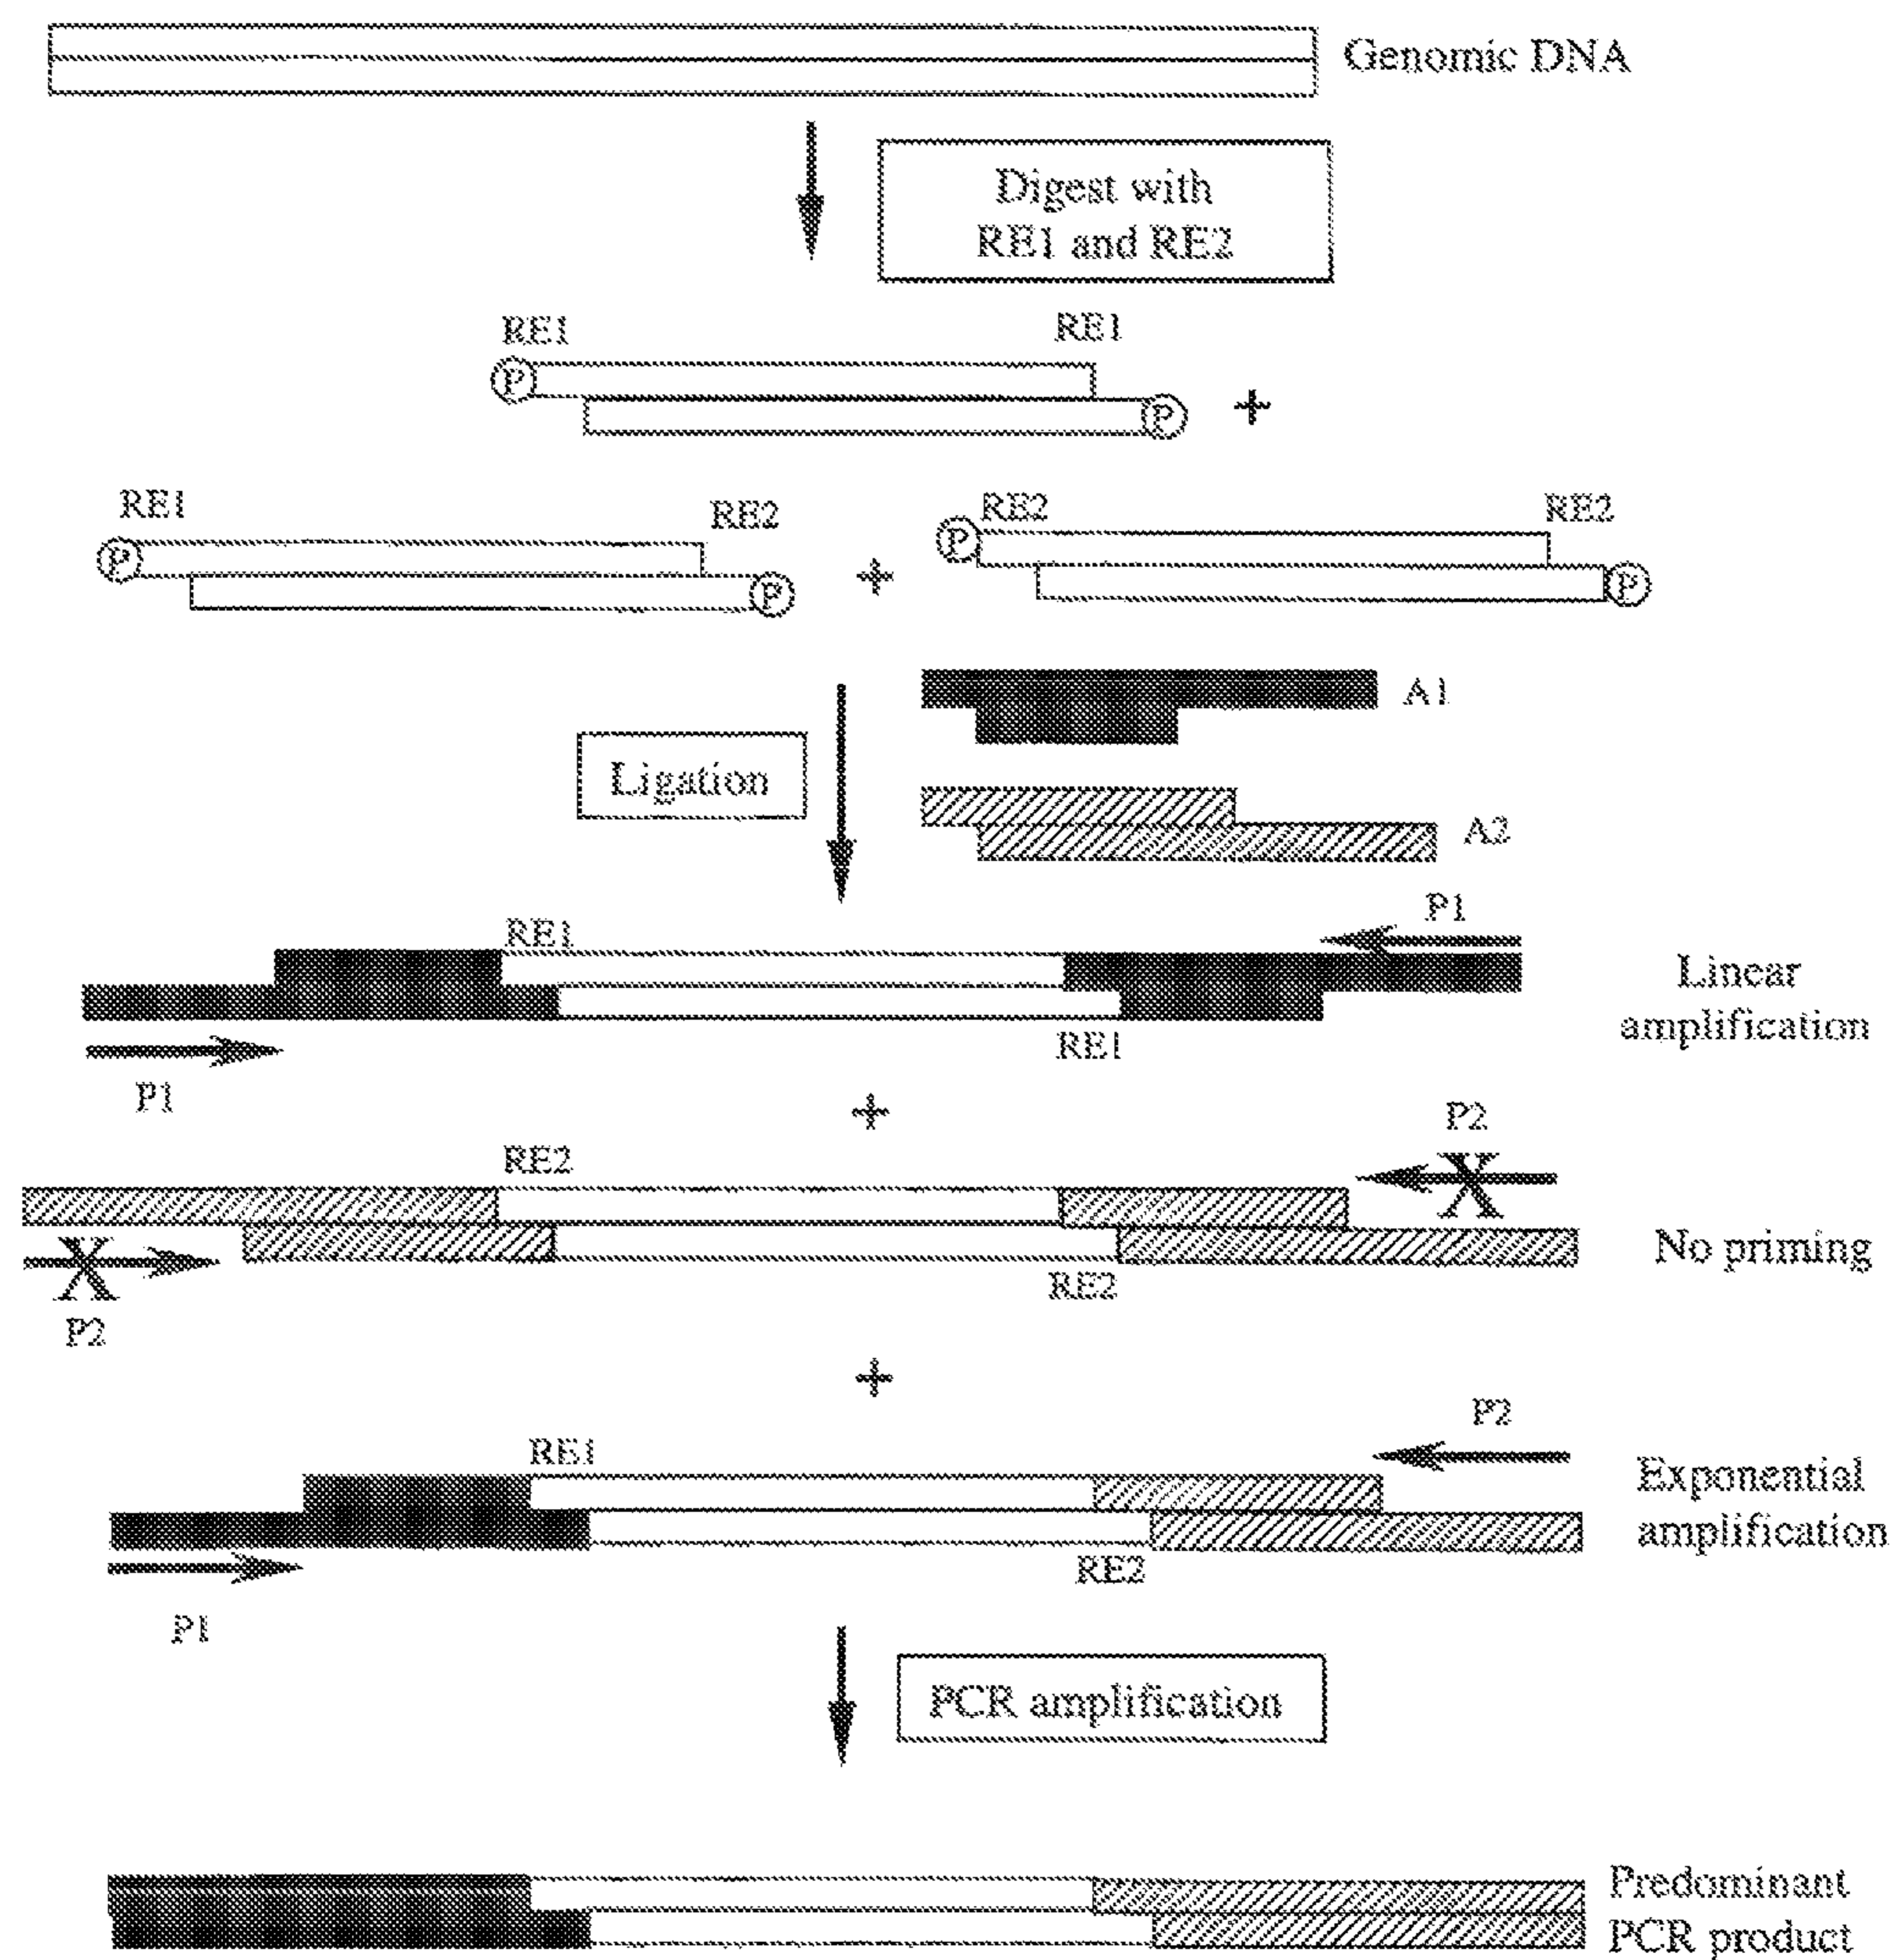 Genomic DNA
Digest with
RE1 and RE2
RE1 RE1
P P +
RE1 RE2 RE2 RE2
P P + P P
A1
Ligation
A2
P1
RE1
Linear
amplification
RE1
P1
+
P2
RE2
X
No priming
X
RE2
P2
+
P2
RE1
Exponential
amplification
RE2
P1
PCR amplification
Predominant
PCR product